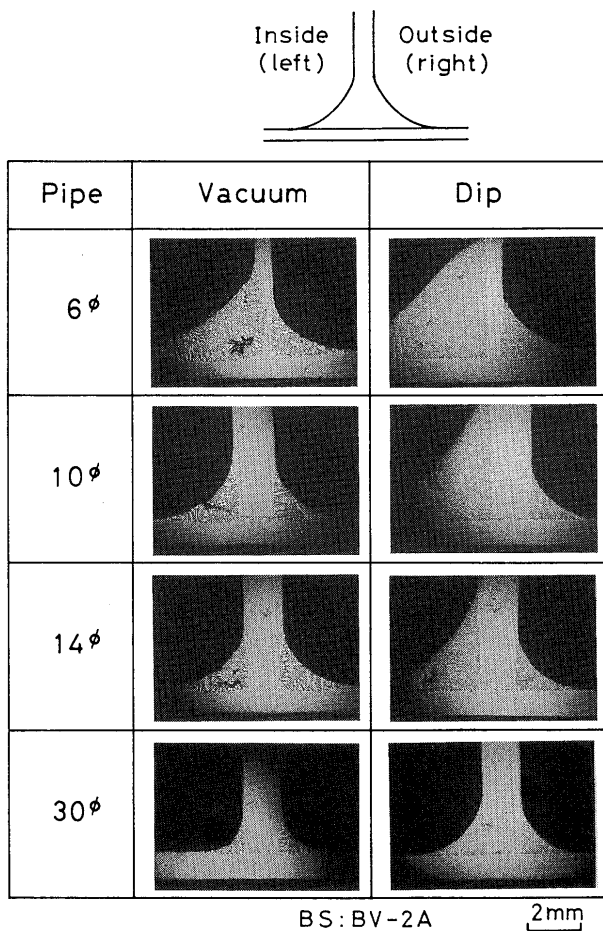 Inside Outside
(left) (right)
Pipe Vacuum Dip
6ϕ
10ϕ
14ϕ
30ϕ
BS:BV-2A 2mm